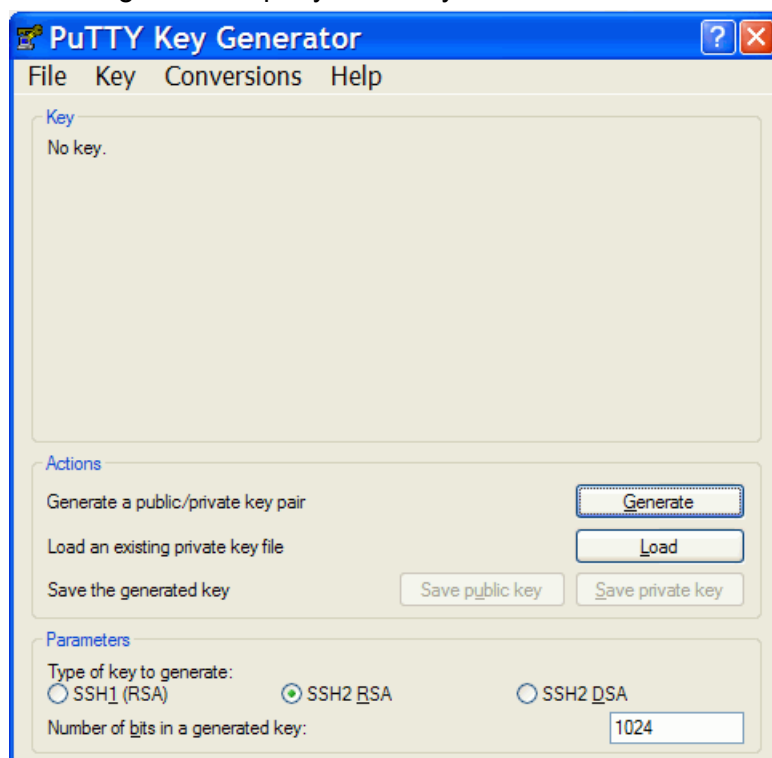 PuTTY Key Generator
File Key Conversions Help
Key
No key.
Actions
Generate a public/private key pair Generate
Load an existing private key file Load
Save the generated key Save public key Save private key
Parameters
Type of key to generate:
SSH1 (RSA) SSH2 RSA SSH2 DSA
Number of bits in a generated key: 1024